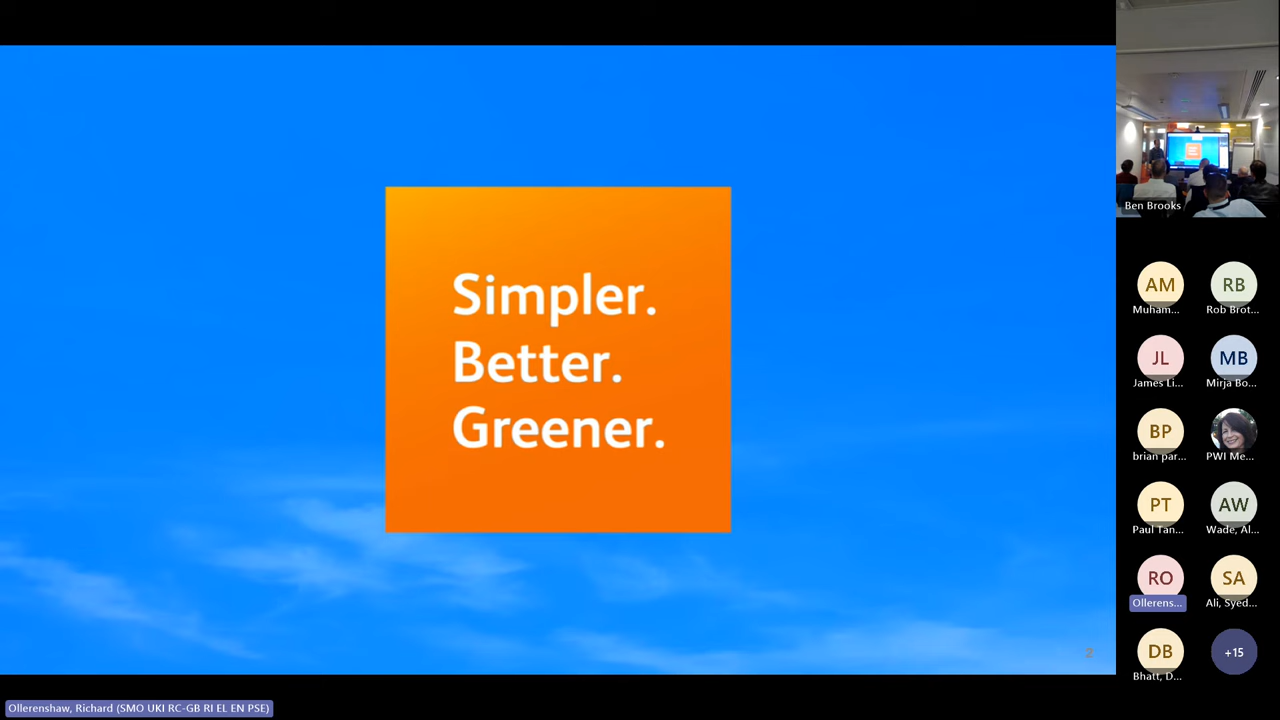 Simpler.
Better.
Greener.
2
Ollerenshaw, Richard (SMO UKI RC-GB RI EL EN PSE)
Ben Brooks
AM
Muham...
RB
Rob Brot...
JL
James Li...
MB
Mirja Bo...
BP
brian par...
PWI Me...
PT
Paul Tan...
AW
Wade, Al...
RO
Ollerens...
SA
Ali, Syed...
DB
Bhatt, D...
+15